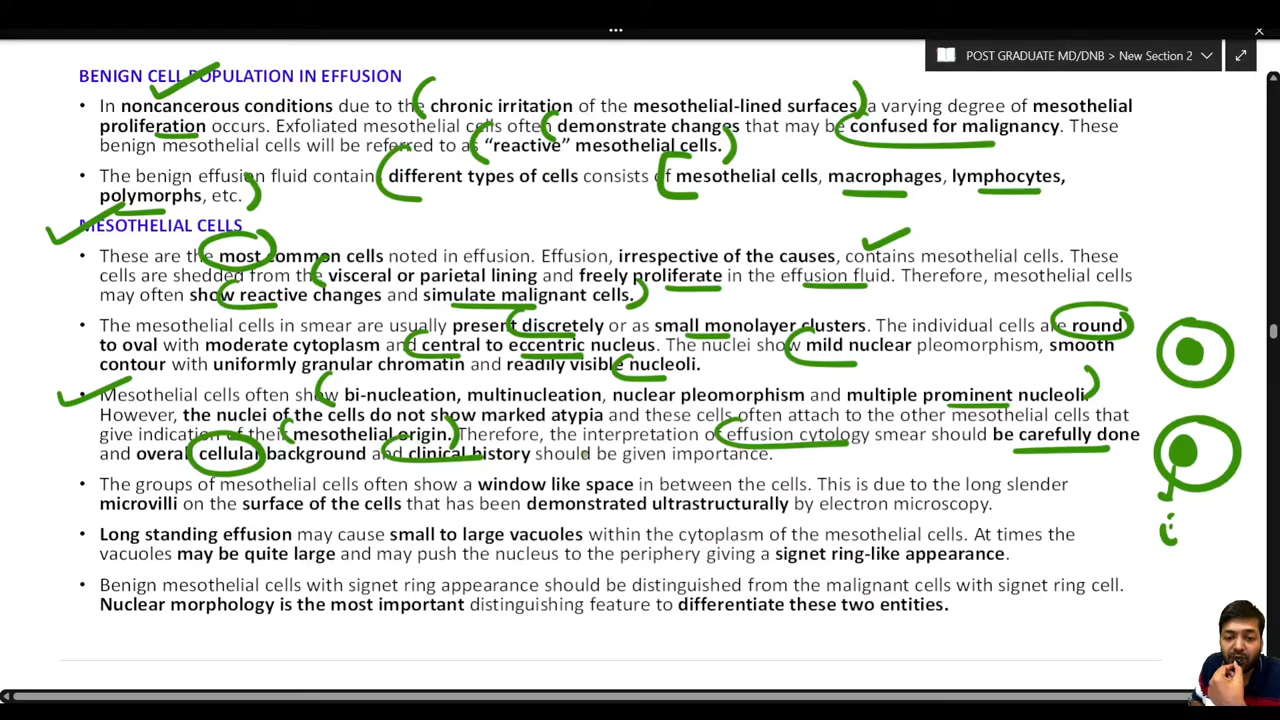 ...
POST GRADUATE MD/DNB > New Section 2
BENIGN CELL POPULATION IN EFFUSION
• In noncancerous conditions due to the chronic irritation of the mesothelial-lined surfaces, a varying degree of mesothelial
proliferation occurs. Exfoliated mesothelial cells often demonstrate changes that may be confused for malignancy. These
benign mesothelial cells will be referred to as “reactive” mesothelial cells.
• The benign effusion fluid contains different types of cells consists of mesothelial cells, macrophages, lymphocytes,
polymorphs, etc.
MESOTHELIAL CELLS
• These are the most common cells noted in effusion. Effusion, irrespective of the causes, contains mesothelial cells. These
cells are shedded from the visceral or parietal lining and freely proliferate in the effusion fluid. Therefore, mesothelial cells
may often show reactive changes and simulate malignant cells.
• The mesothelial cells in smear are usually present discretely or as small monolayer clusters. The individual cells are round
to oval with moderate cytoplasm and central to eccentric nucleus. The nuclei show mild nuclear pleomorphism, smooth
contour with uniformly granular chromatin and readily visible nucleoli.
• Mesothelial cells often show bi-nucleation, multinucleation, nuclear pleomorphism and multiple prominent nucleoli.
However, the nuclei of the cells do not show marked atypia and these cells often attach to the other mesothelial cells that
give indication of their mesothelial origin. Therefore, the interpretation of effusion cytology smear should be carefully done
and overall cellular background and clinical history should be given importance.
• The groups of mesothelial cells often show a window like space in between the cells. This is due to the long slender
microvilli on the surface of the cells that has been demonstrated ultrastructurally by electron microscopy.
• Long standing effusion may cause small to large vacuoles within the cytoplasm of the mesothelial cells. At times the
vacuoles may be quite large and may push the nucleus to the periphery giving a signet ring-like appearance.
• Benign mesothelial cells with signet ring appearance should be distinguished from the malignant cells with signet ring cell.
Nuclear morphology is the most important distinguishing feature to differentiate these two entities.